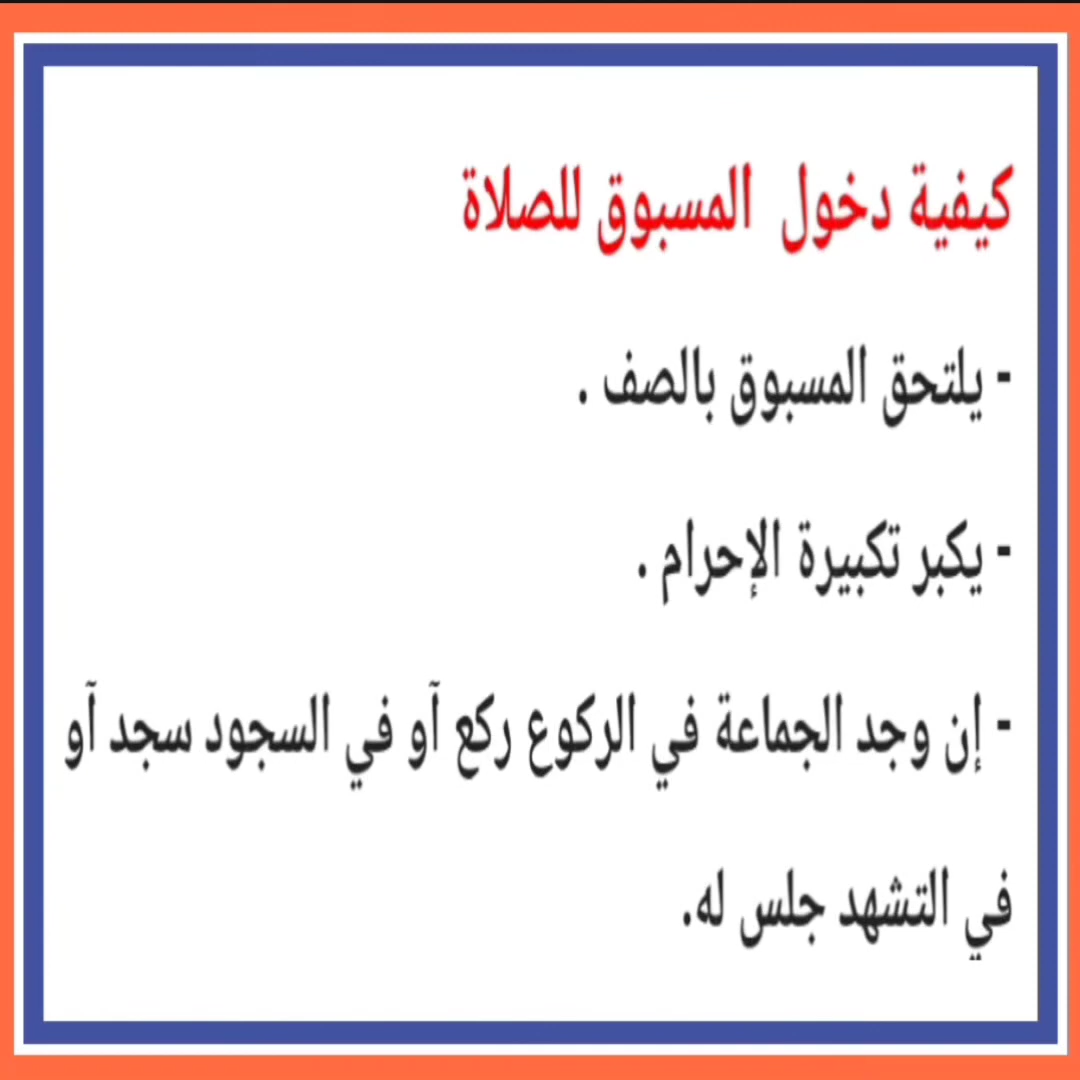 كيفية دخول المسبوق للصلاة
- يلتحق المسبوق بالصف .
- يكبر تكبيرة الإحرام .
- إن وجد الجماعة في الركوع ركع آو في السجود سجد آو
في التشهد جلس له.